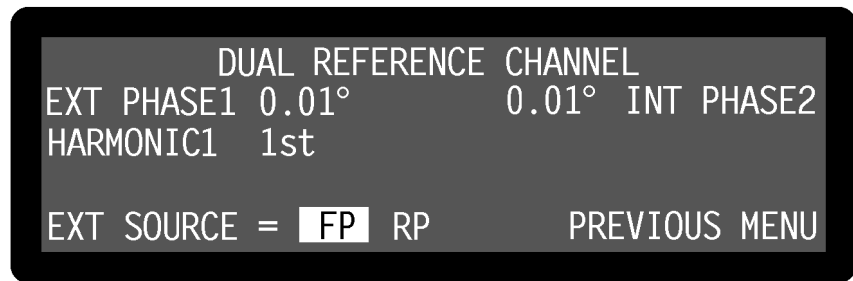 DUAL REFERENCE CHANNEL
EXT PHASE1 0.01° 0.01° INT PHASE2
HARMONIC1 1st
EXT SOURCE = FP RP PREVIOUS MENU